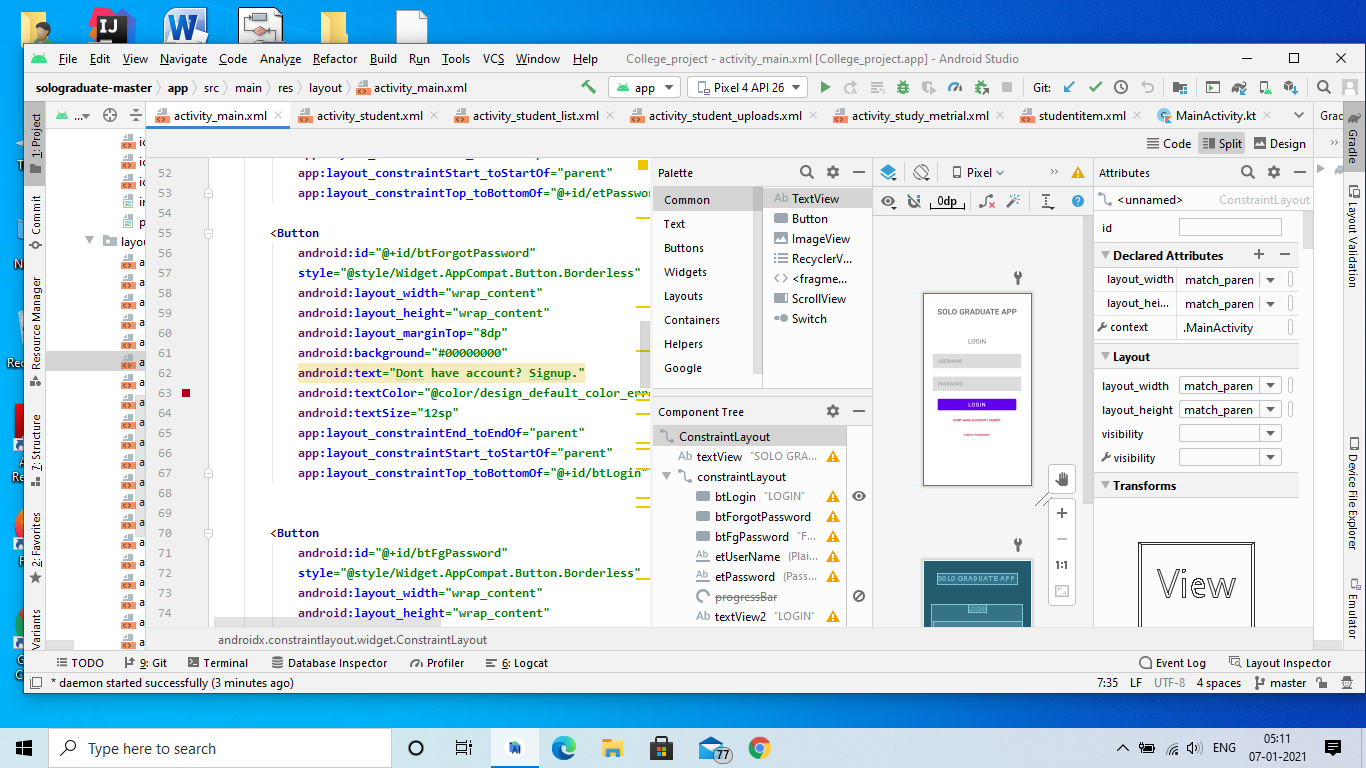 W
IJ
File Edit View Navigate Code Analyze Refactor Build Run Tools VCS Window Help College_project - activity_main.xml [College_project.app] - Android Studio
sologradute-master app src main res layout activity_main.xml app Pixel 4 API 26 Git:
activity_main.xml activity_student.xml activity_student_list.xml activity_student_uploads.xml activity_study_metrial.xml studentitem.xml MainActivity.kt Grad
Code Split Design
1: Project
Commit
Resource Manager
7: Structure
2: Favorites
Variants
layou
52 app:layout_constraintStart_toStartOf="parent"
53 app:layout_constraintTop_toBottomOf="@+id/etPassw
54
55 <Button
56 android:id="@+id/btForgotPassword"
57 style="@style/Widget.AppCompat.Button.Borderless"
58 android:layout_width="wrap_content"
59 android:layout_height="wrap_content"
60 android:layout_marginTop="8dp"
61 android:background="#00000000"
62 android:text="Dont have account? Signup."
63 android:textColor="@color/design_default_color_erro
64 android:textSize="12sp"
65 app:layout_constraintEnd_toEndOf="parent"
66 app:layout_constraintStart_toStartOf="parent"
67 app:layout_constraintTop_toBottomOf="@+id/btLogin"
68
69
70 <Button
71 android:id="@+id/btFgPassword"
72 style="@style/Widget.AppCompat.Button.Borderless"
73 android:layout_width="wrap_content"
74 android:layout_height="wrap_content"
androidx.constraintlayout.widget.ConstraintLayout
Palette
Common
Text
Buttons
Widgets
Layouts
Containers
Helpers
Google
Ab TextView
Button
ImageView
RecyclerV...
<> <fragme...
ScrollView
Switch
Component Tree
ConstraintLayout
Ab textView "SOLO GRA...
constraintLayout
btLogin "LOGIN"
btForgotPassword
btFgPassword "F...
Ab etUserName (Plai...
Ab etPassword (Pass...
progressBar
Ab textView2 "LOGIN"
Pixel
0dp
SOLO GRADUATE APP
LOGIN
USERNAME
PASSWORD
LOGIN
DONT HAVE ACCOUNT? SIGNUP.
SOLO GRADUATE APP
LOGIN
1:1
Attributes
<unnamed> ConstraintLayout
id
Declared Attributes
layout_width match_paren
layout_hei... match_paren
context .MainActivity
Layout
layout_width match_paren
layout_height match_paren
visibility
visibility
Transforms
View
Gradle
Layout Validation
Device File Explorer
Emulator
TODO 9: Git Terminal Database Inspector Profiler 6: Logcat Event Log Layout Inspector
* daemon started successfully (3 minutes ago) 7:35 LF UTF-8 4 spaces master
Type here to search 77 ENG 05:11
07-01-2021